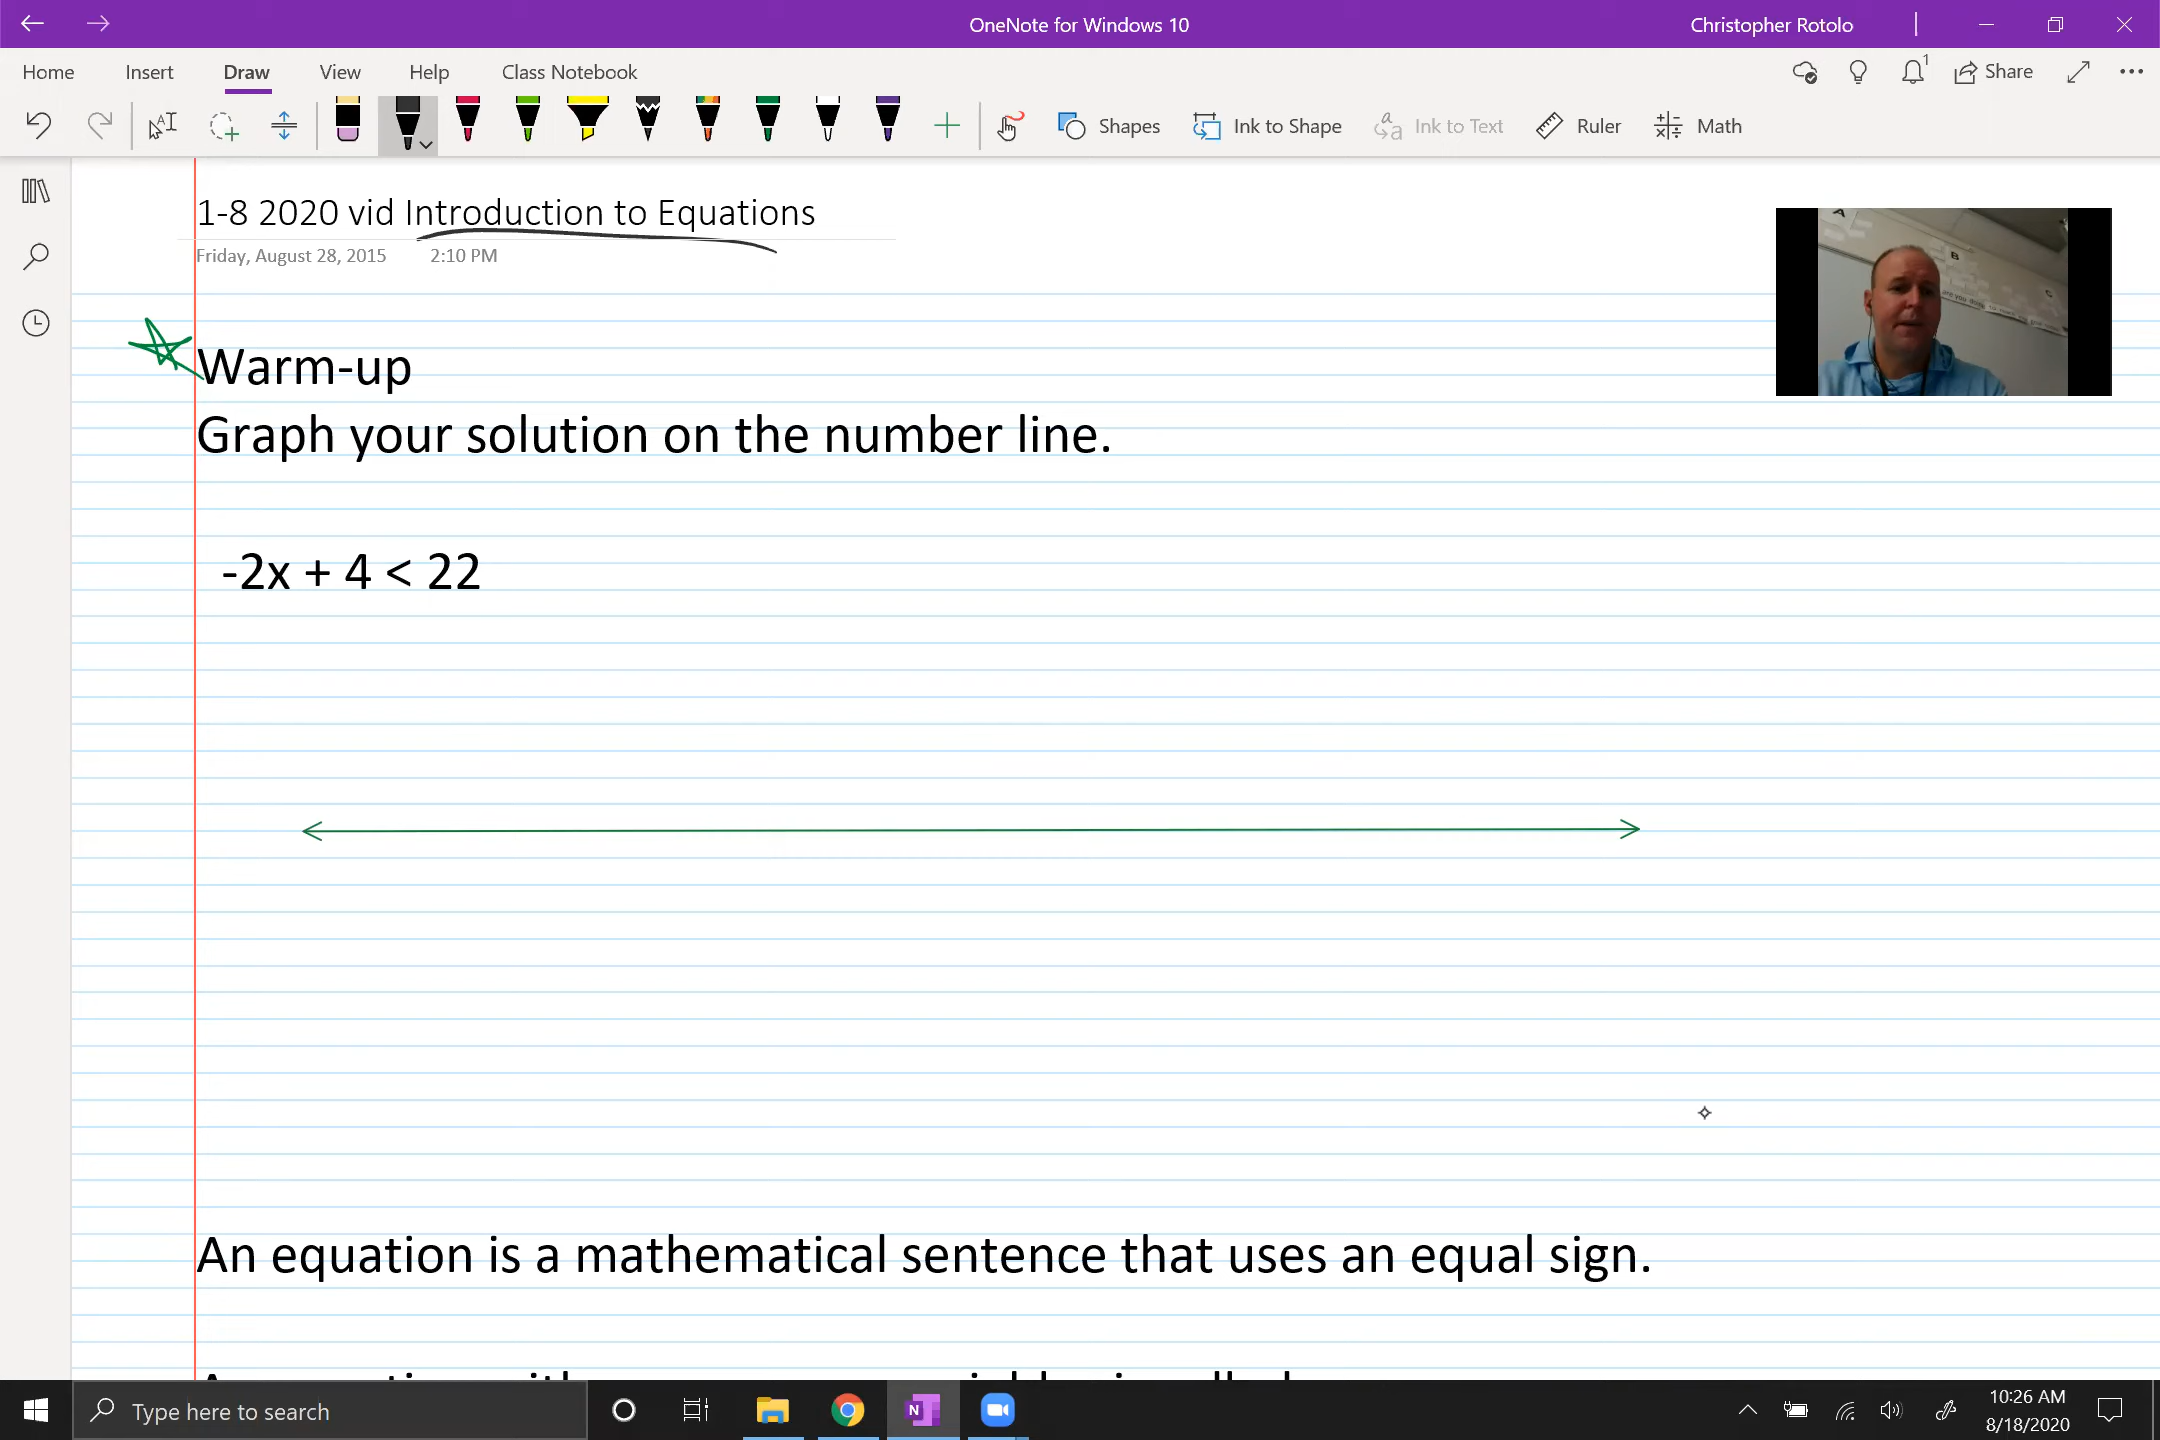 OneNote for Windows 10
Christopher Rotolo
Home Insert Draw View Help Class Notebook
1 Share
Shapes Ink to Shape Ink to Text Ruler Math
1-8 2020 vid Introduction to Equations
Friday, August 28, 2015 2:10 PM
A
B
C
Warm-up
Graph your solution on the number line.
-2x + 4 < 22
An equation is a mathematical sentence that uses an equal sign.
Type here to search
10:26 AM
8/18/2020